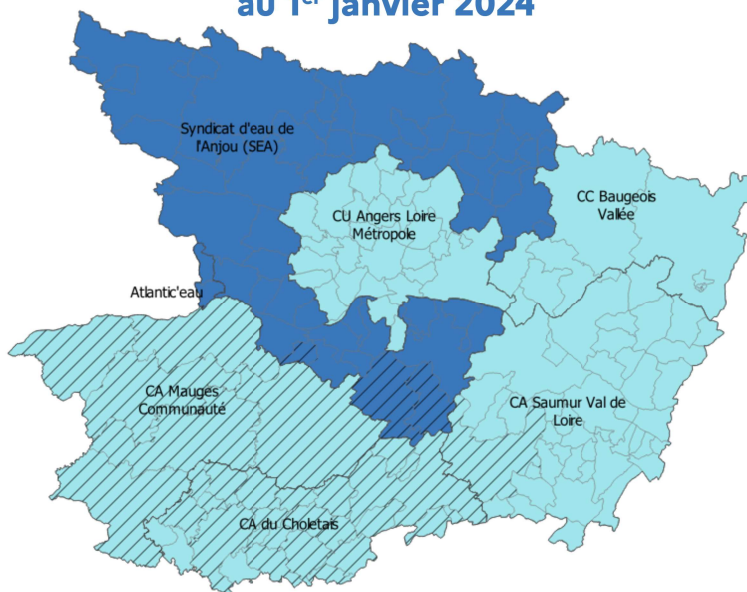 au 1er janvier 2024
Syndicat d'eau de
l'Anjou (SEA)
CU Angers Loire
Métropole
CC Baugeois
Vallée
Atlantic'eau
CA Mauges
Communauté
CA Saumur Val de
Loire
CA du Choletais